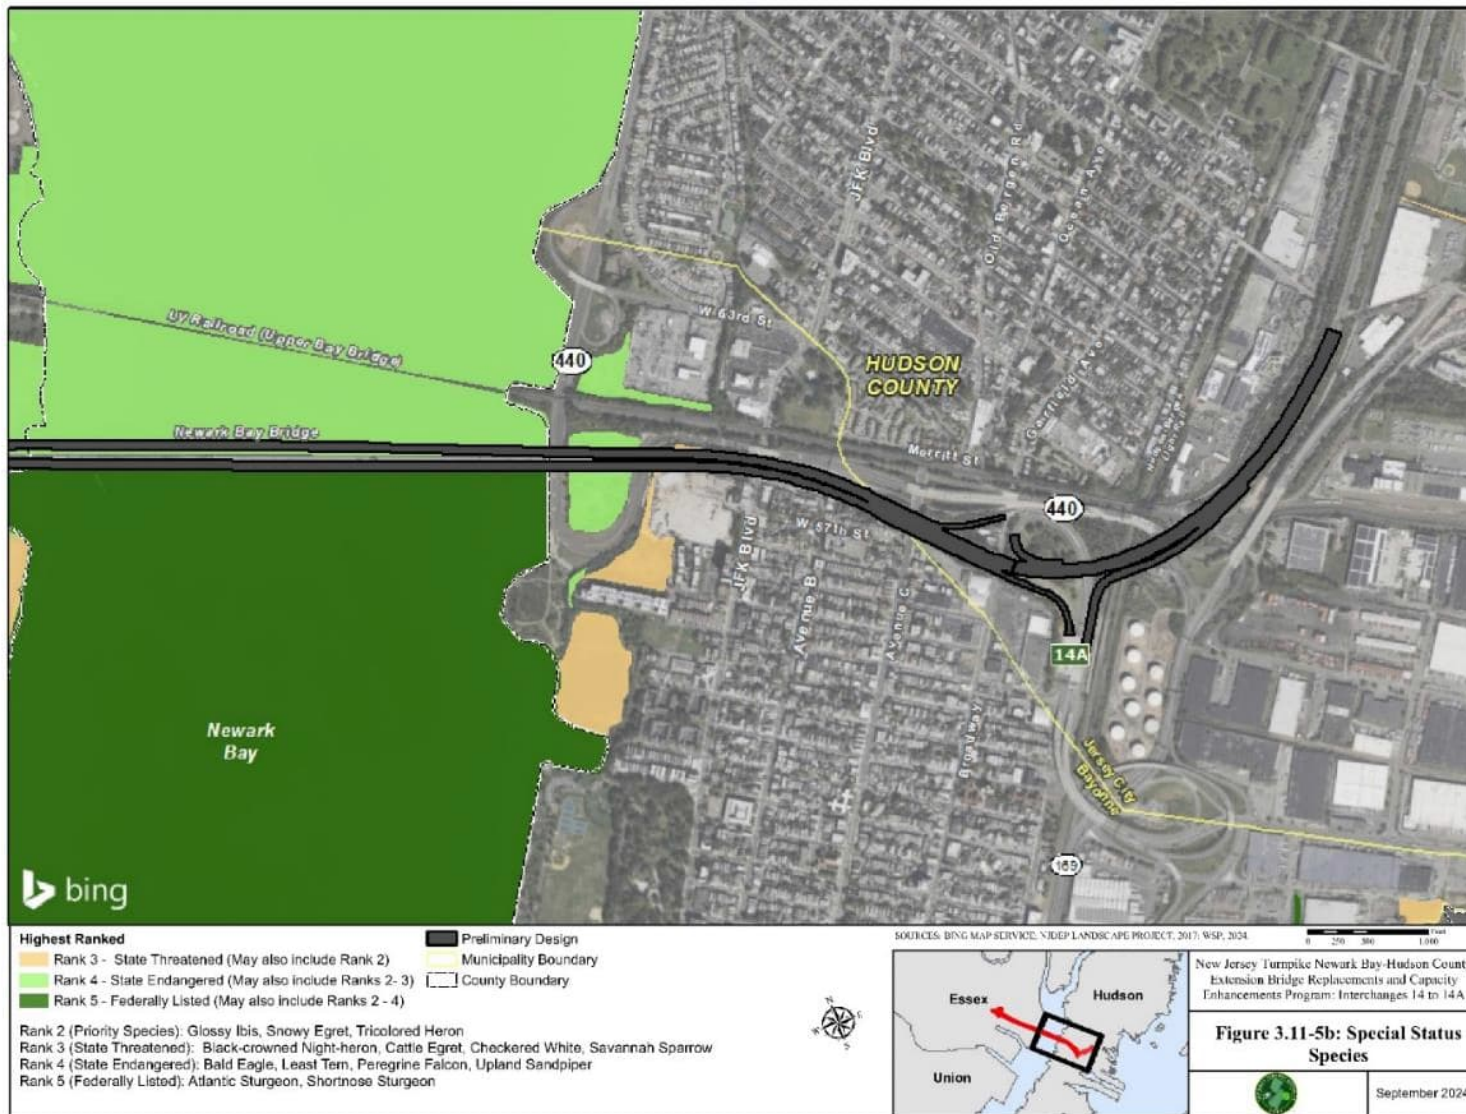 JFK Blvd
Old Bergen Rd
Ocean Ave
LV Railroad (Upper Bay Bridge)
W 63rd St
440
HUDSON
COUNTY
Garfield Ave
Newark Bay Bridge
Merritt St
440
W 57th St
JFK Blvd
Avenue B
Avenue C
14A
Newark
Bay
Broadway
Jersey City
Bayonne
169
bing
Highest Ranked
Rank 3 - State Threatened (May also include Rank 2)
Rank 4 - State Endangered (May also include Ranks 2- 3)
Rank 5 - Federally Listed (May also include Ranks 2 - 4)
Preliminary Design
Municipality Boundary
County Boundary
Rank 2 (Priority Species): Glossy Ibis, Snowy Egret, Tricolored Heron
Rank 3 (State Threatened): Black-crowned Night-heron, Cattle Egret, Checkered White, Savannah Sparrow
Rank 4 (State Endangered): Bald Eagle, Least Tern, Peregrine Falcon, Upland Sandpiper
Rank 5 (Federally Listed): Atlantic Sturgeon, Shortnose Sturgeon
SOURCES: BING MAP SERVICE; NJDEP LANDSCAPE PROJECT, 2017; WSP, 2024.
Feet
0 250 500 1,000
Essex
Hudson
Union
New Jersey Turnpike Newark Bay-Hudson Count
Extension Bridge Replacements and Capacity
Enhancements Program: Interchanges 14 to 14A
Figure 3.11-5b: Special Status
Species
September 2024